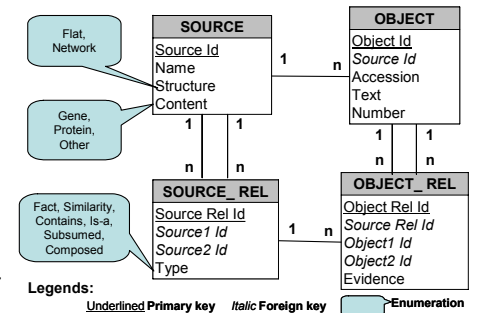 SOURCE
Source Id
Name
Structure
Content
OBJECT
Object Id
Source Id
Accession
Text
Number
Flat,
Network
Gene,
Protein,
Other
1
n
1
1
n
n
1
1
n
n
SOURCE_ REL
Source Rel Id
Source1 Id
Source2 Id
Type
1
n
OBJECT_ REL
Object Rel Id
Source Rel Id
Object1 Id
Object2 Id
Evidence
Fact, Similarity,
Contains, Is-a,
Subsumed,
Composed
Legends:
Underlined Primary key Italic Foreign key Enumeration